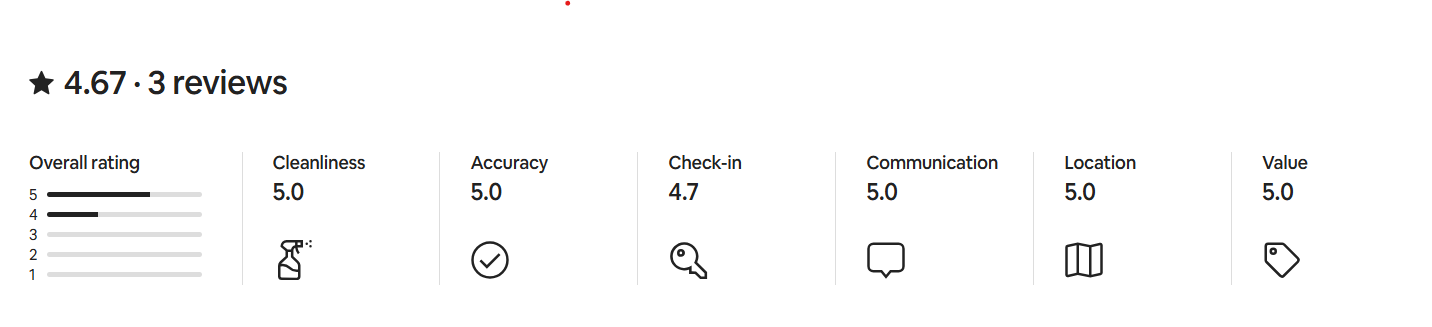 4.67 · 3 reviews
Overall rating
5
4
3
2
1
Cleanliness
5.0
Accuracy
5.0
Check-in
4.7
Communication
5.0
Location
5.0
Value
5.0